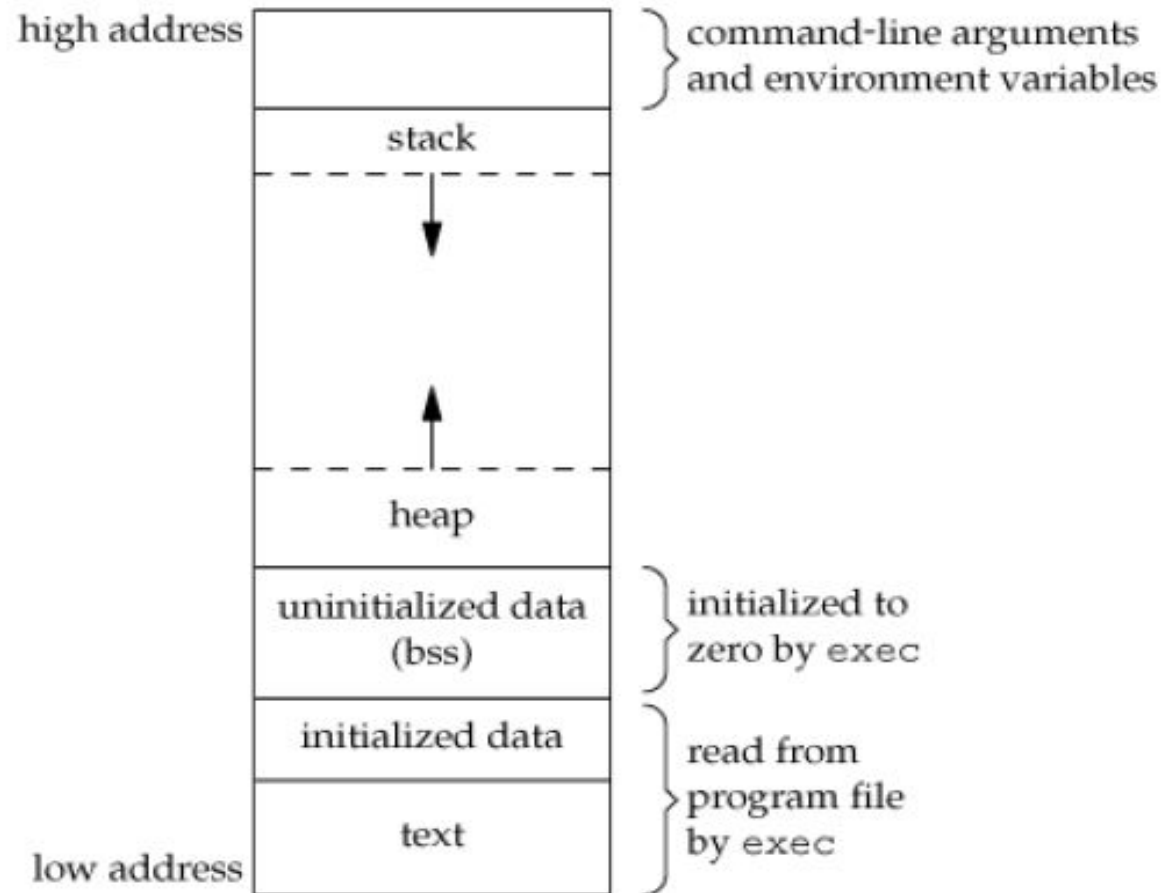 high address
command-line arguments
and environment variables
stack
heap
uninitialized data
(bss)
initialized to
zero by exec
initialized data
read from
program file
by exec
text
low address